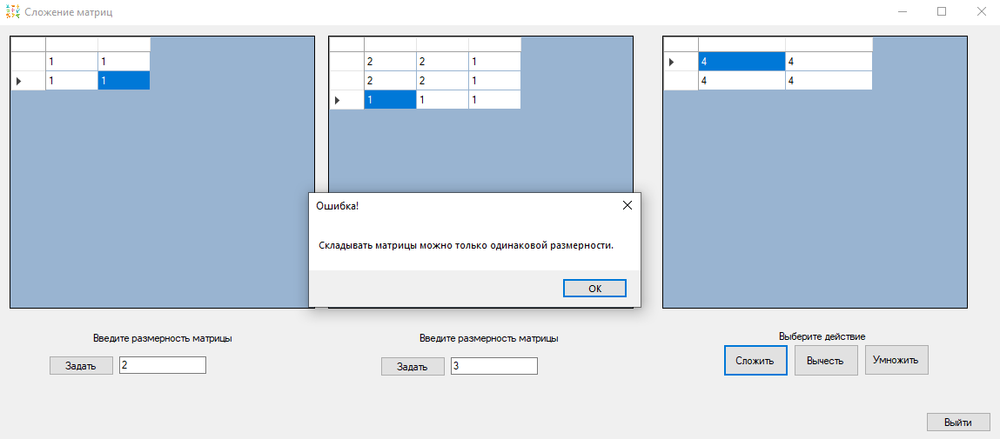 Сложение матриц
1 1
1 1
2 2 1
2 2 1
1 1 1
4 4
4 4
Ошибка!
Складывать матрицы можно только одинаковой размерности.
OK
Введите размерность матрицы
Задать 2
Введите размерность матрицы
Задать 3
Выберите действие
Сложить Вычесть Умножить
Выйти